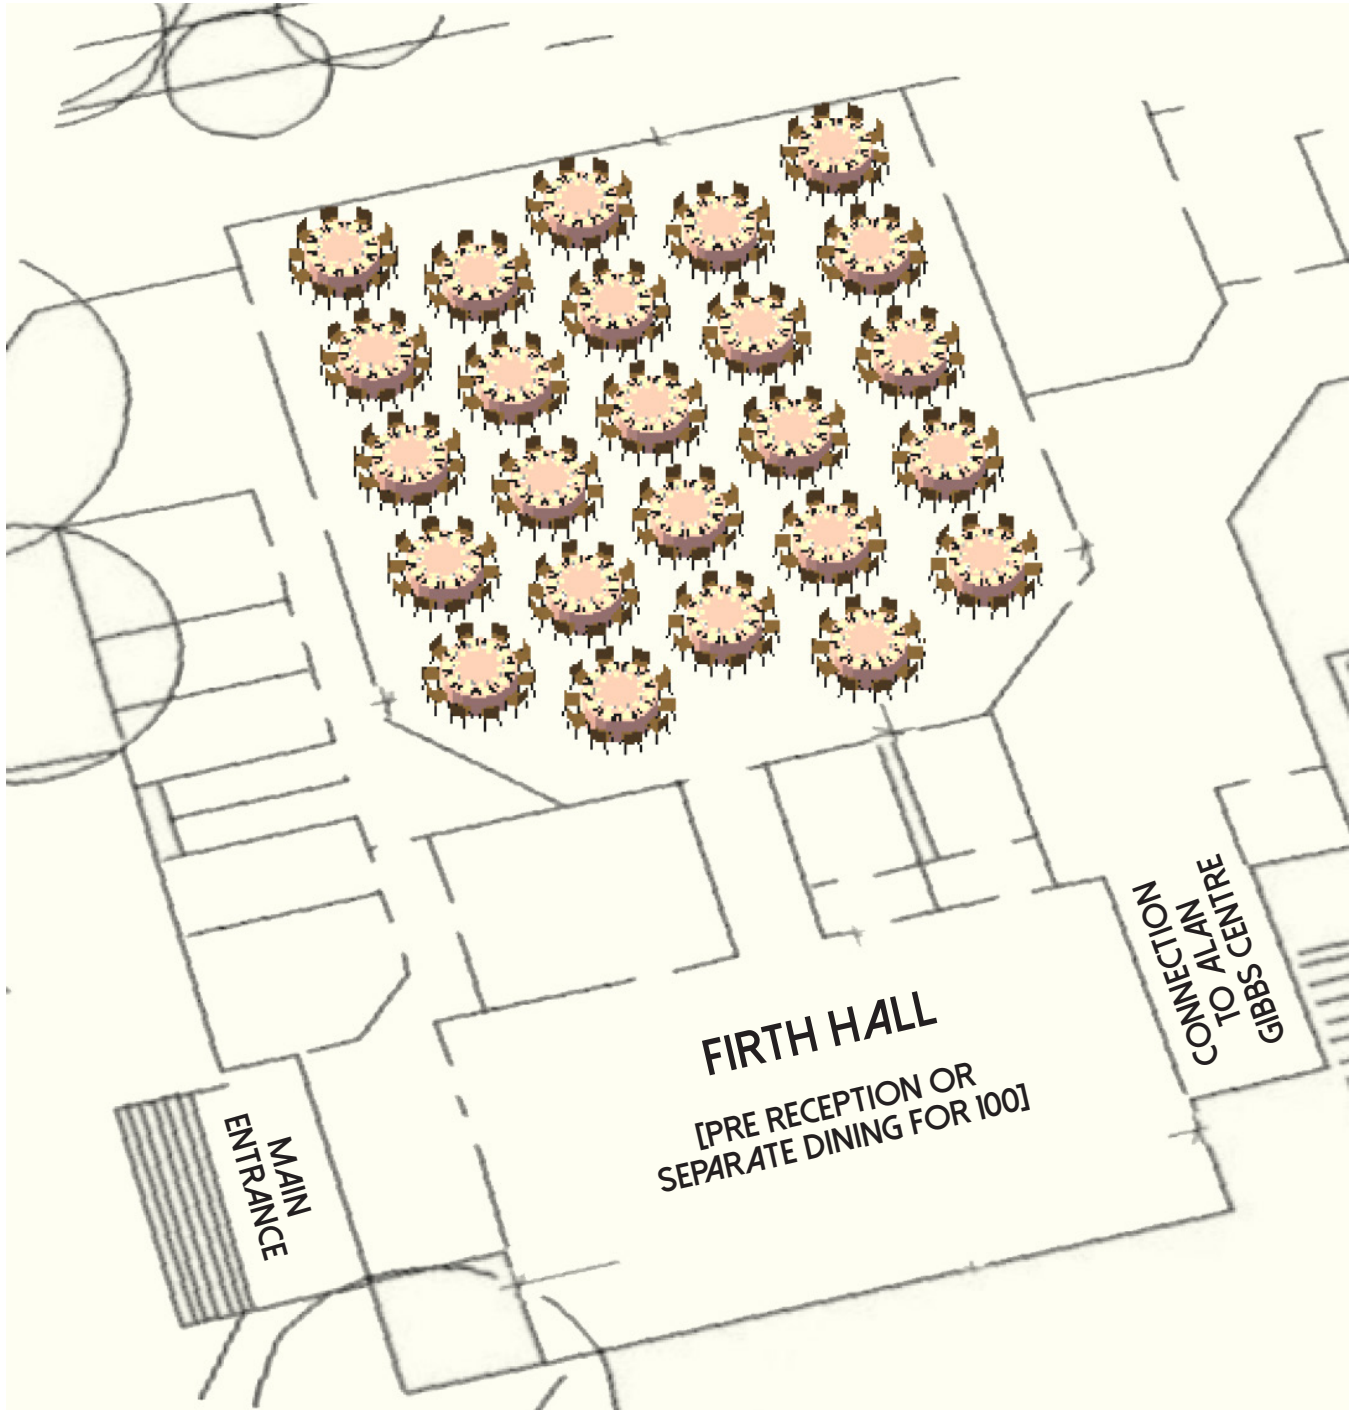 FIRTH HALL
[PRE RECEPTION OR
SEPARATE DINING FOR 100]
MAIN
ENTRANCE
CONNECTION
TO ALAN
GIBBS CENTRE